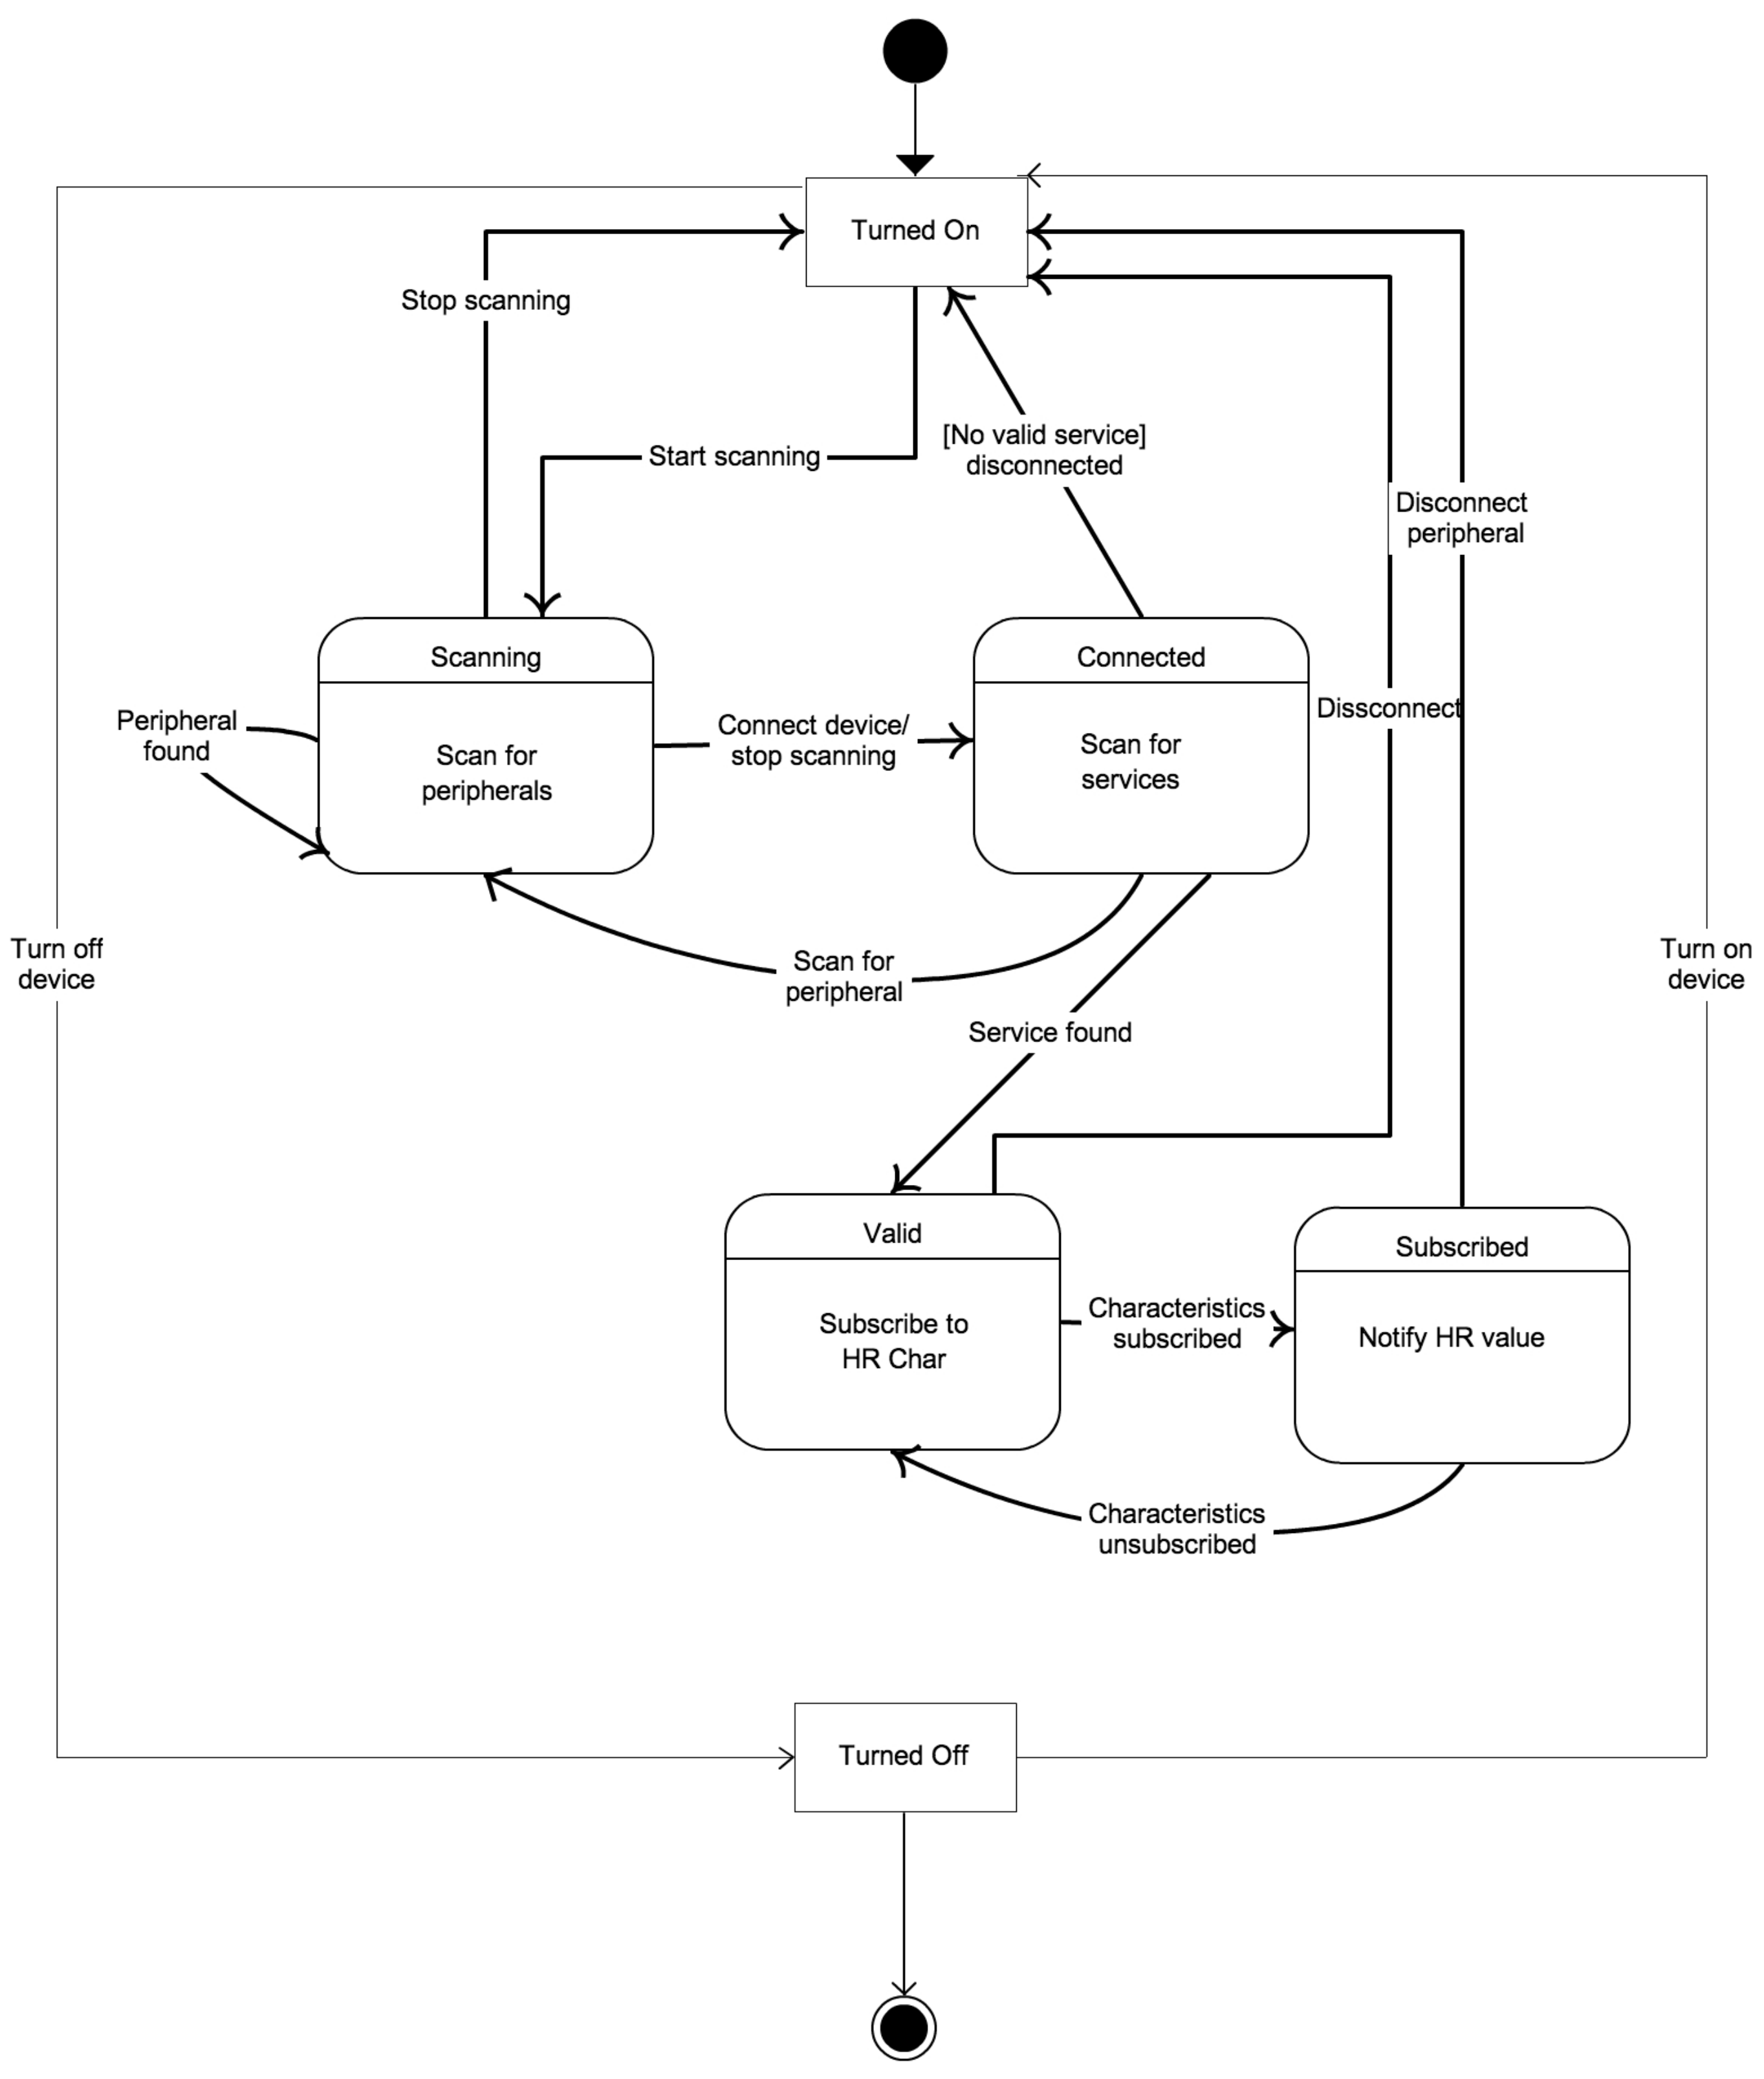 Turned On
Stop scanning
Start scanning
[No valid service]
disconnected
Disconnect
peripheral
Scanning
Connected
Dissconnect
Peripheral
found
Connect device/
stop scanning
Scan for
peripherals
Scan for
services
Turn off
device
Scan for
peripheral
Turn on
device
Service found
Valid
Subscribed
Subscribe to
HR Char
Characteristics
subscribed
Notify HR value
Characteristics
unsubscribed
Turned Off